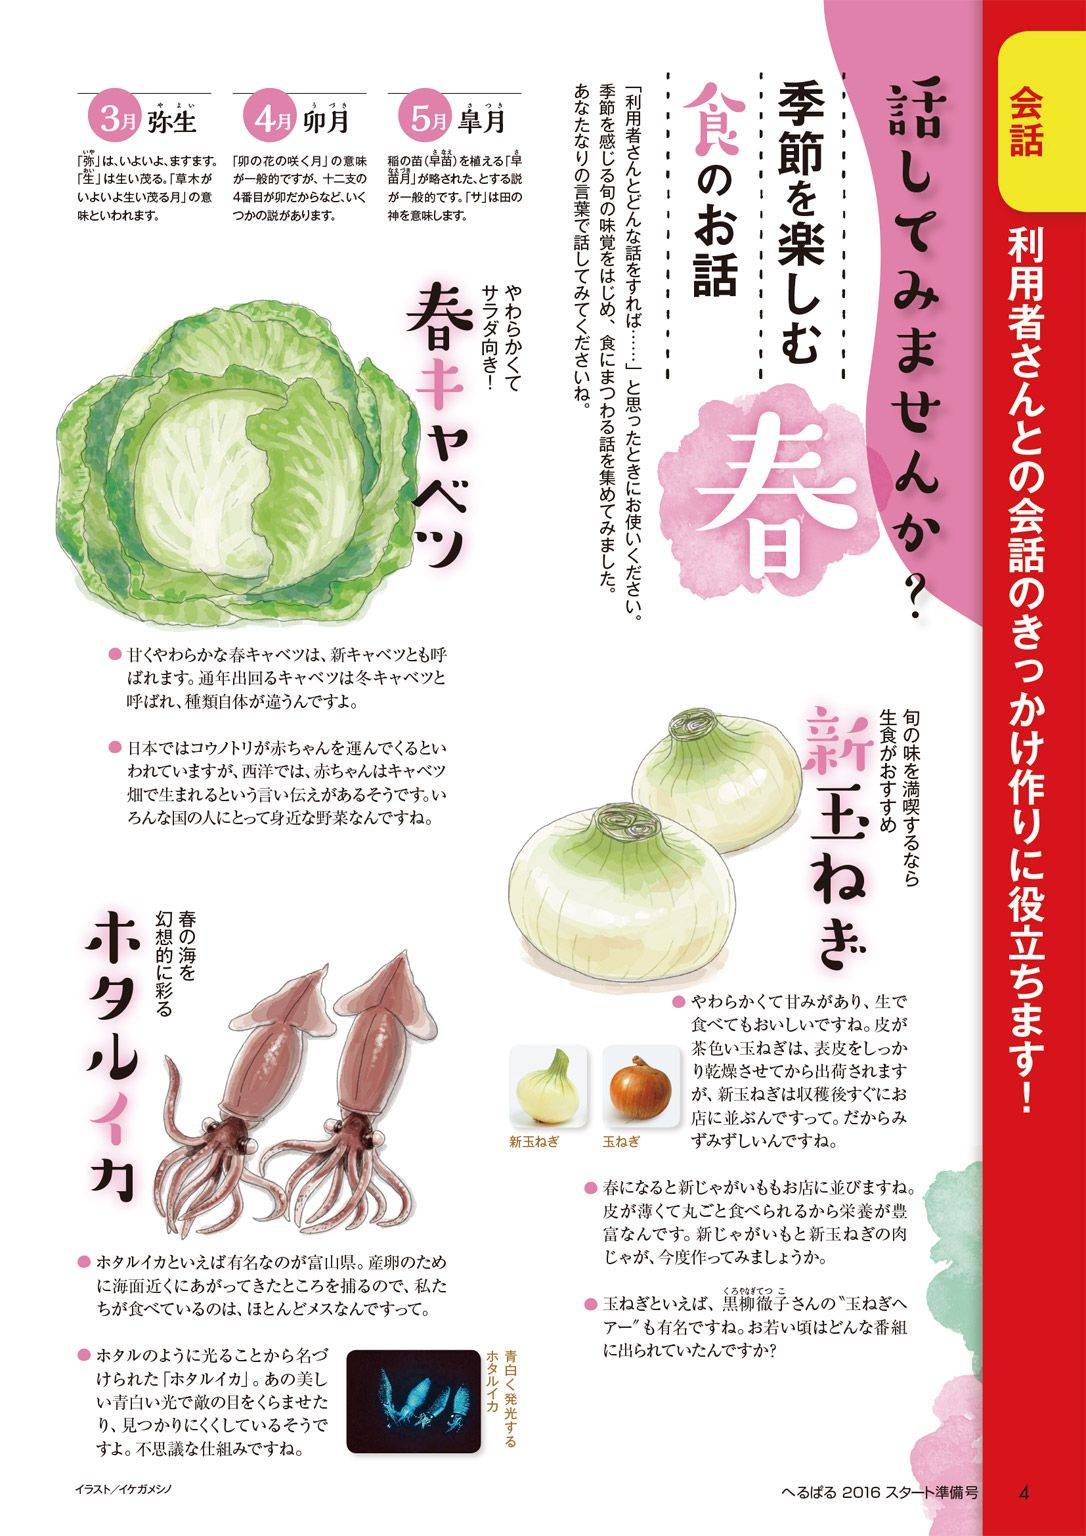 会話
利用者さんとの会話のきっかけ作りに役立ちます！
話してみませんか？
季節を楽しむ
食のお話
春
「利用者さんとどんな話をすれば……」と思ったときにお使いください。
季節を感じる旬の味覚をはじめ、食にまつわる話を集めてみました。
あなたなりの言葉で話してみてくださいね。
3月 弥生
やよい
「弥」は、いよいよ、ますます。
いや
「生」は生い茂る。「草木が
おい
いよいよ生い茂る月」の意
味といわれます。
4月 卯月
うづき
「卯の花の咲く月」の意味
が一般的ですが、十二支の
4番目が卯だからなど、いく
つかの説があります。
5月 皐月
さつき
稲の苗（早苗）を植える「早
さなえ さ
苗月」が略された、とする説
なえづき
が一般的です。「サ」は田の
神を意味します。
やわらかくて
サラダ向き！
春キャベツ
● 甘くやわらかな春キャベツは、新キャベツとも呼
ばれます。通年出回るキャベツは冬キャベツと
呼ばれ、種類自体が違うんですよ。
● 日本ではコウノトリが赤ちゃんを運んでくるとい
われていますが、西洋では、赤ちゃんはキャベツ
畑で生まれるという言い伝えがあるそうです。い
ろんな国の人にとって身近な野菜なんですね。
旬の味を満喫するなら
生食がおすすめ
新玉ねぎ
● やわらかくて甘みがあり、生で
食べてもおいしいですね。皮が
茶色い玉ねぎは、表皮をしっか
り乾燥させてから出荷されます
が、新玉ねぎは収穫後すぐにお
店に並ぶんですって。だからみ
ずみずしいんですね。
新玉ねぎ
玉ねぎ
● 春になると新じゃがいももお店に並びますね。
皮が薄くて丸ごと食べられるから栄養が豊
富なんです。新じゃがいもと新玉ねぎの肉
じゃが、今度作ってみましょうか。
● 玉ねぎといえば、黒柳徹子さんの〝玉ねぎヘ
くろやなぎてつこ
アー〟も有名ですね。お若い頃はどんな番組
に出られていたんですか？
春の海を
幻想的に彩る
ホタルイカ
● ホタルイカといえば有名なのが富山県。産卵のため
に海面近くにあがってきたところを捕るので、私た
ちが食べているのは、ほとんどメスなんですって。
● ホタルのように光ることから名づ
けられた「ホタルイカ」。あの美し
い青白い光で敵の目をくらませた
り、見つかりにくくしているそうで
すよ。不思議な仕組みですね。
青白く発光する
ホタルイカ
イラスト／イケガメシノ
へるぱる 2016 スタート準備号
4